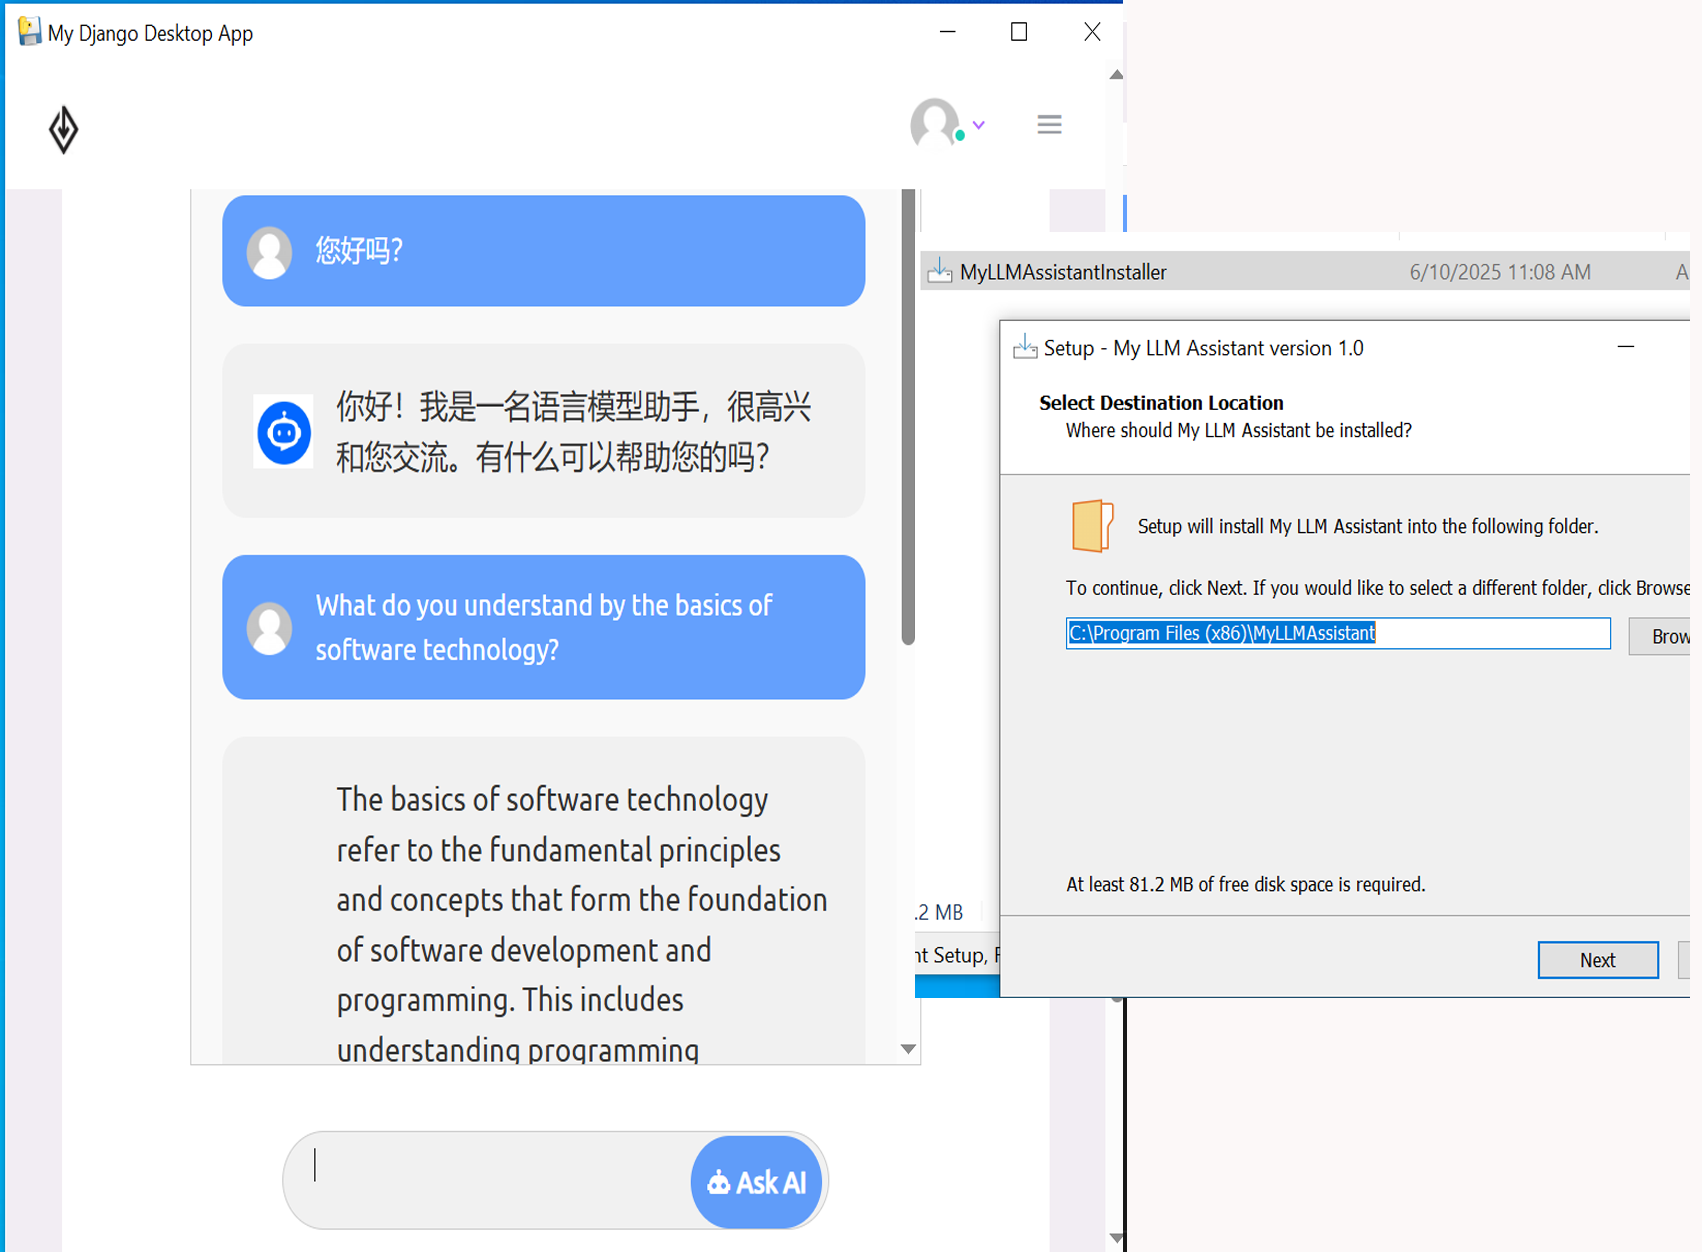 My Django Desktop App
您好吗?
你好！我是一名语言模型助手，很高兴
和您交流。有什么可以帮助您的吗？
What do you understand by the basics of
software technology?
The basics of software technology
refer to the fundamental principles
and concepts that form the foundation
of software development and
programming. This includes
understanding programming
Ask AI
MyLLMAssistantInstaller 6/10/2025 11:08 AM A
Setup - My LLM Assistant version 1.0
Select Destination Location
Where should My LLM Assistant be installed?
Setup will install My LLM Assistant into the following folder.
To continue, click Next. If you would like to select a different folder, click Browse
C:\Program Files (x86)\MyLLMAssistant
Brow
At least 81.2 MB of free disk space is required.
.2 MB
nt Setup, F
Next